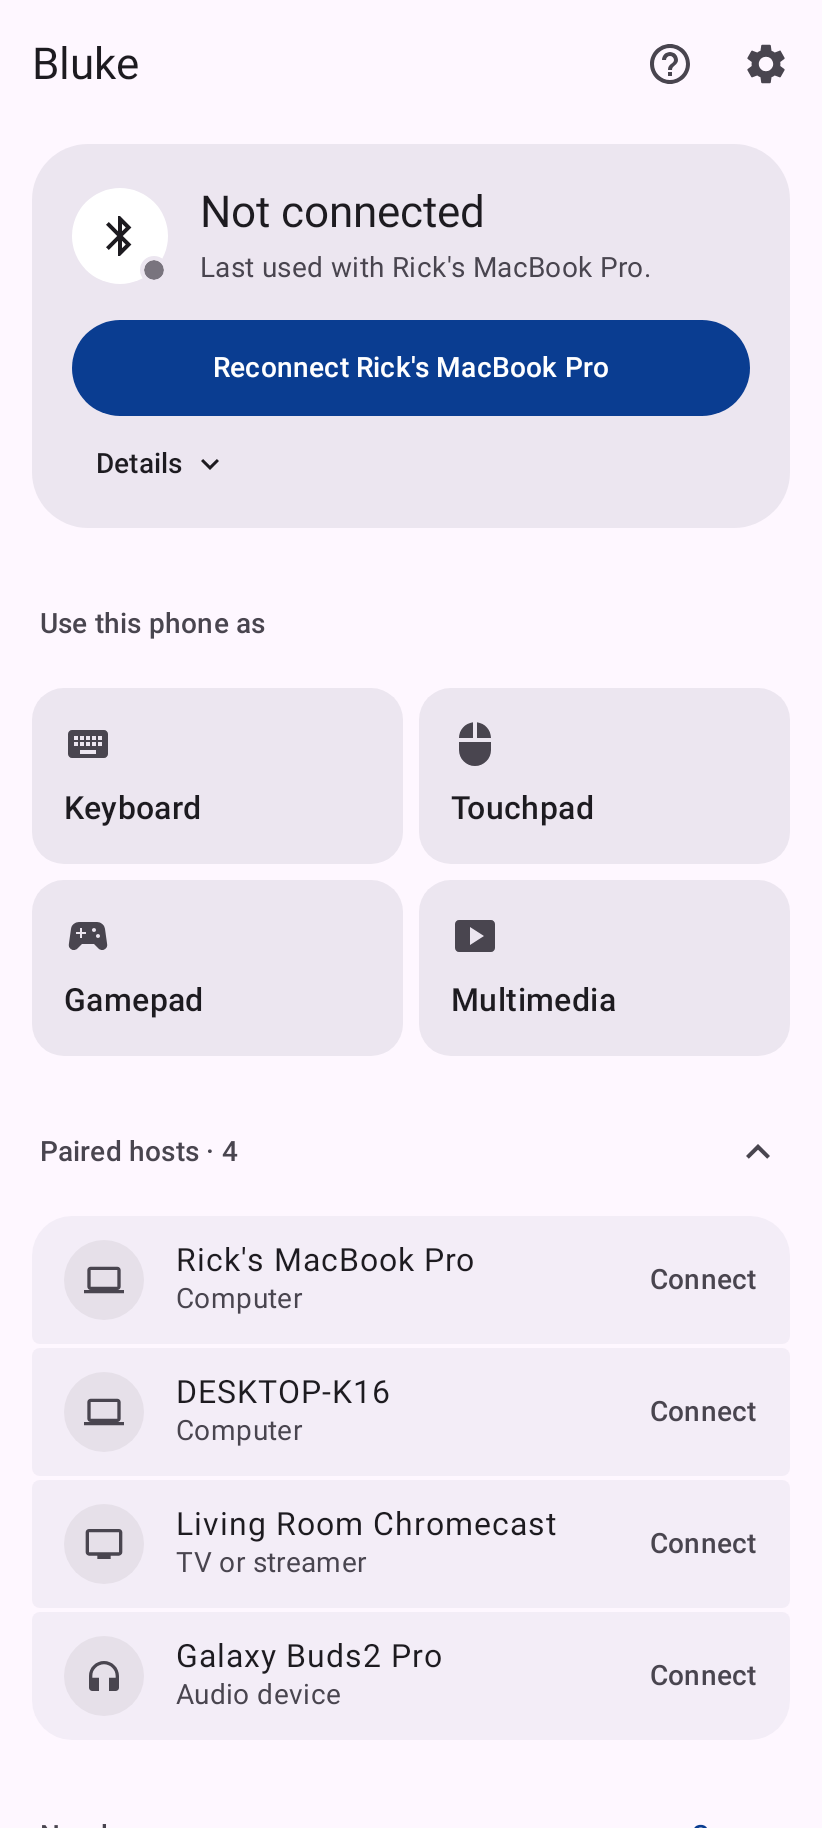 Bluke
Not connected
Last used with Rick's MacBook Pro.
Reconnect Rick's MacBook Pro
Details
Use this phone as
Keyboard
Touchpad
Gamepad
Multimedia
Paired hosts · 4
Rick's MacBook Pro
Computer
Connect
DESKTOP-K16
Computer
Connect
Living Room Chromecast
TV or streamer
Connect
Galaxy Buds2 Pro
Audio device
Connect